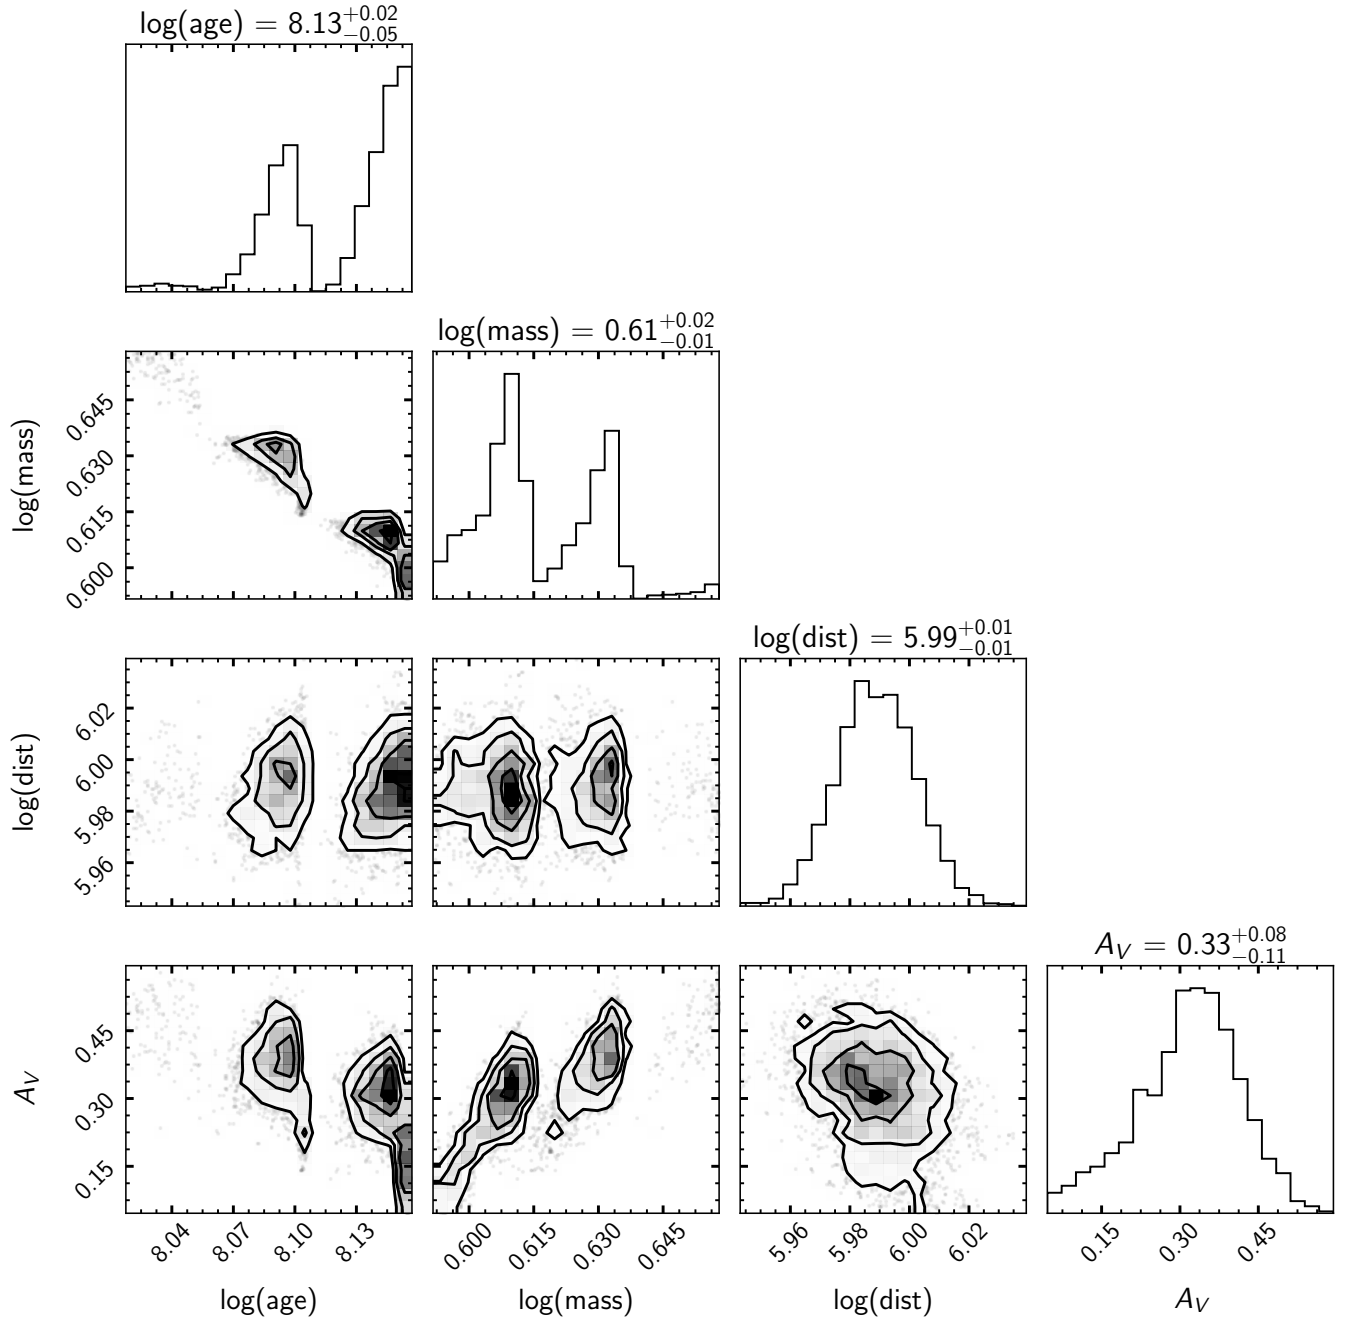 log(age) = 8.13+0.02−0.05
log(mass) = 0.61+0.02−0.01
log(mass)
0.645
0.630
0.615
0.600
log(dist) = 5.99+0.01−0.01
log(dist)
6.02
6.00
5.98
5.96
AV = 0.33+0.08−0.11
AV
0.45
0.30
0.15
8.04 8.07 8.10 8.13 0.600 0.615 0.630 0.645 5.96 5.98 6.00 6.02 0.15 0.30 0.45
log(age) log(mass) log(dist) AV